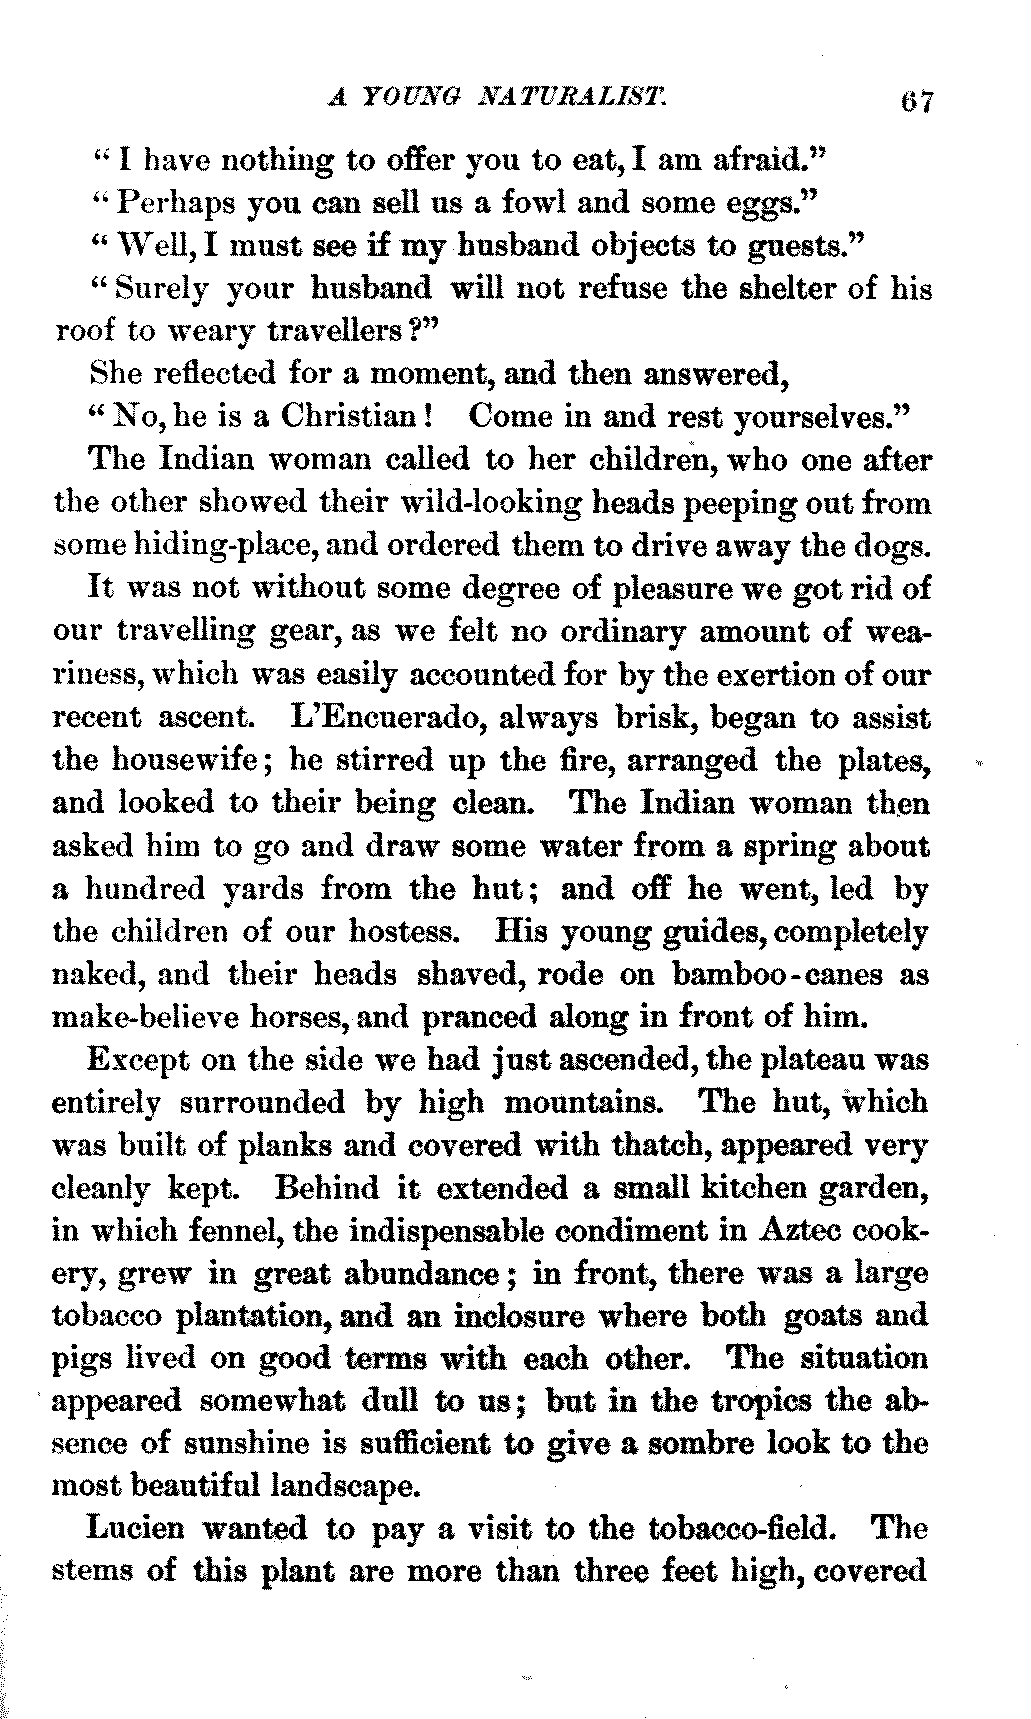 A YOUNG NATURALIST. 67
"I have nothing to offer you to eat, I am afraid."
"Perhaps you can sell us a fowl and some eggs."
"Well, I must see if my husband objects to guests."
"Surely your husband will not refuse the shelter of his
roof to weary travellers?"
She reflected for a moment, and then answered,
"No, he is a Christian! Come in and rest yourselves."
The Indian woman called to her children, who one after
the other showed their wild-looking heads peeping out from
some hiding-place, and ordered them to drive away the dogs.
It was not without some degree of pleasure we got rid of
our travelling gear, as we felt no ordinary amount of wea-
riness, which was easily accounted for by the exertion of our
recent ascent. L'Encuerado, always brisk, began to assist
the housewife; he stirred up the fire, arranged the plates,
and looked to their being clean. The Indian woman then
asked him to go and draw some water from a spring about
a hundred yards from the hut; and off he went, led by
the children of our hostess. His young guides, completely
naked, and their heads shaved, rode on bamboo-canes as
make-believe horses, and pranced along in front of him.
Except on the side we had just ascended, the plateau was
entirely surrounded by high mountains. The hut, which
was built of planks and covered with thatch, appeared very
cleanly kept. Behind it extended a small kitchen garden,
in which fennel, the indispensable condiment in Aztec cook-
ery, grew in great abundance; in front, there was a large
tobacco plantation, and an inclosure where both goats and
pigs lived on good terms with each other. The situation
appeared somewhat dull to us; but in the tropics the ab-
sence of sunshine is sufficient to give a sombre look to the
most beautiful landscape.
Lucien wanted to pay a visit to the tobacco-field. The
stems of this plant are more than three feet high, covered